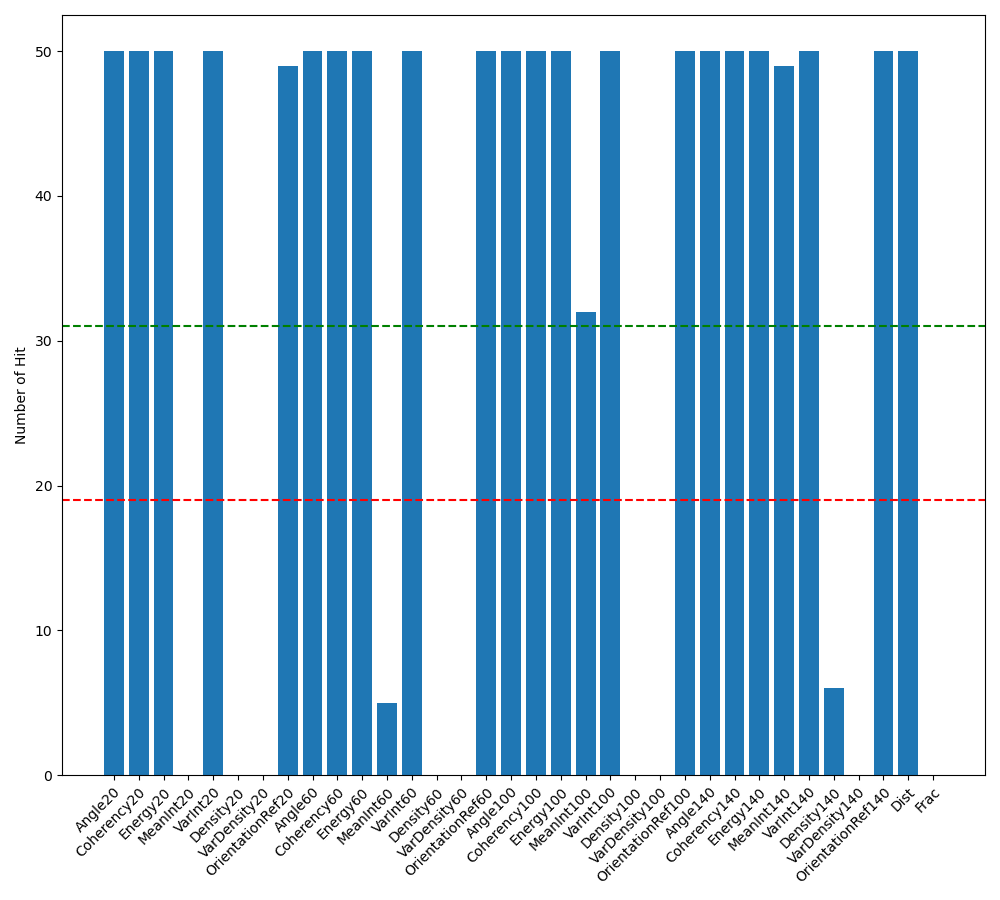 50
40
30
20
10
0
Number of Hit
Angle20
Coherency20
Energy20
MeanInt20
VarInt20
Density20
VarDensity20
OrientationRef20
Angle60
Coherency60
Energy60
MeanInt60
VarInt60
Density60
VarDensity60
OrientationRef60
Angle100
Coherency100
Energy100
MeanInt100
VarInt100
Density100
VarDensity100
OrientationRef100
Angle140
Coherency140
Energy140
MeanInt140
VarInt140
Density140
VarDensity140
OrientationRef140
Dist
Frac